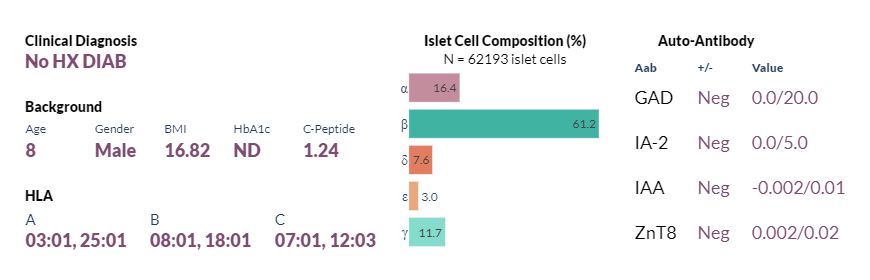 Clinical Diagnosis
No HX DIAB
Background
Age Gender BMI HbA1c C-Peptide
8 Male 16.82 ND 1.24
HLA
A B C
03:01, 25:01 08:01, 18:01 07:01, 12:03
Islet Cell Composition (%)
N = 62193 islet cells
α 16.4
β 61.2
δ 7.6
ε 3.0
γ 11.7
Auto-Antibody
Aab +/- Value
GAD Neg 0.0/20.0
IA-2 Neg 0.0/5.0
IAA Neg -0.002/0.01
ZnT8 Neg 0.002/0.02